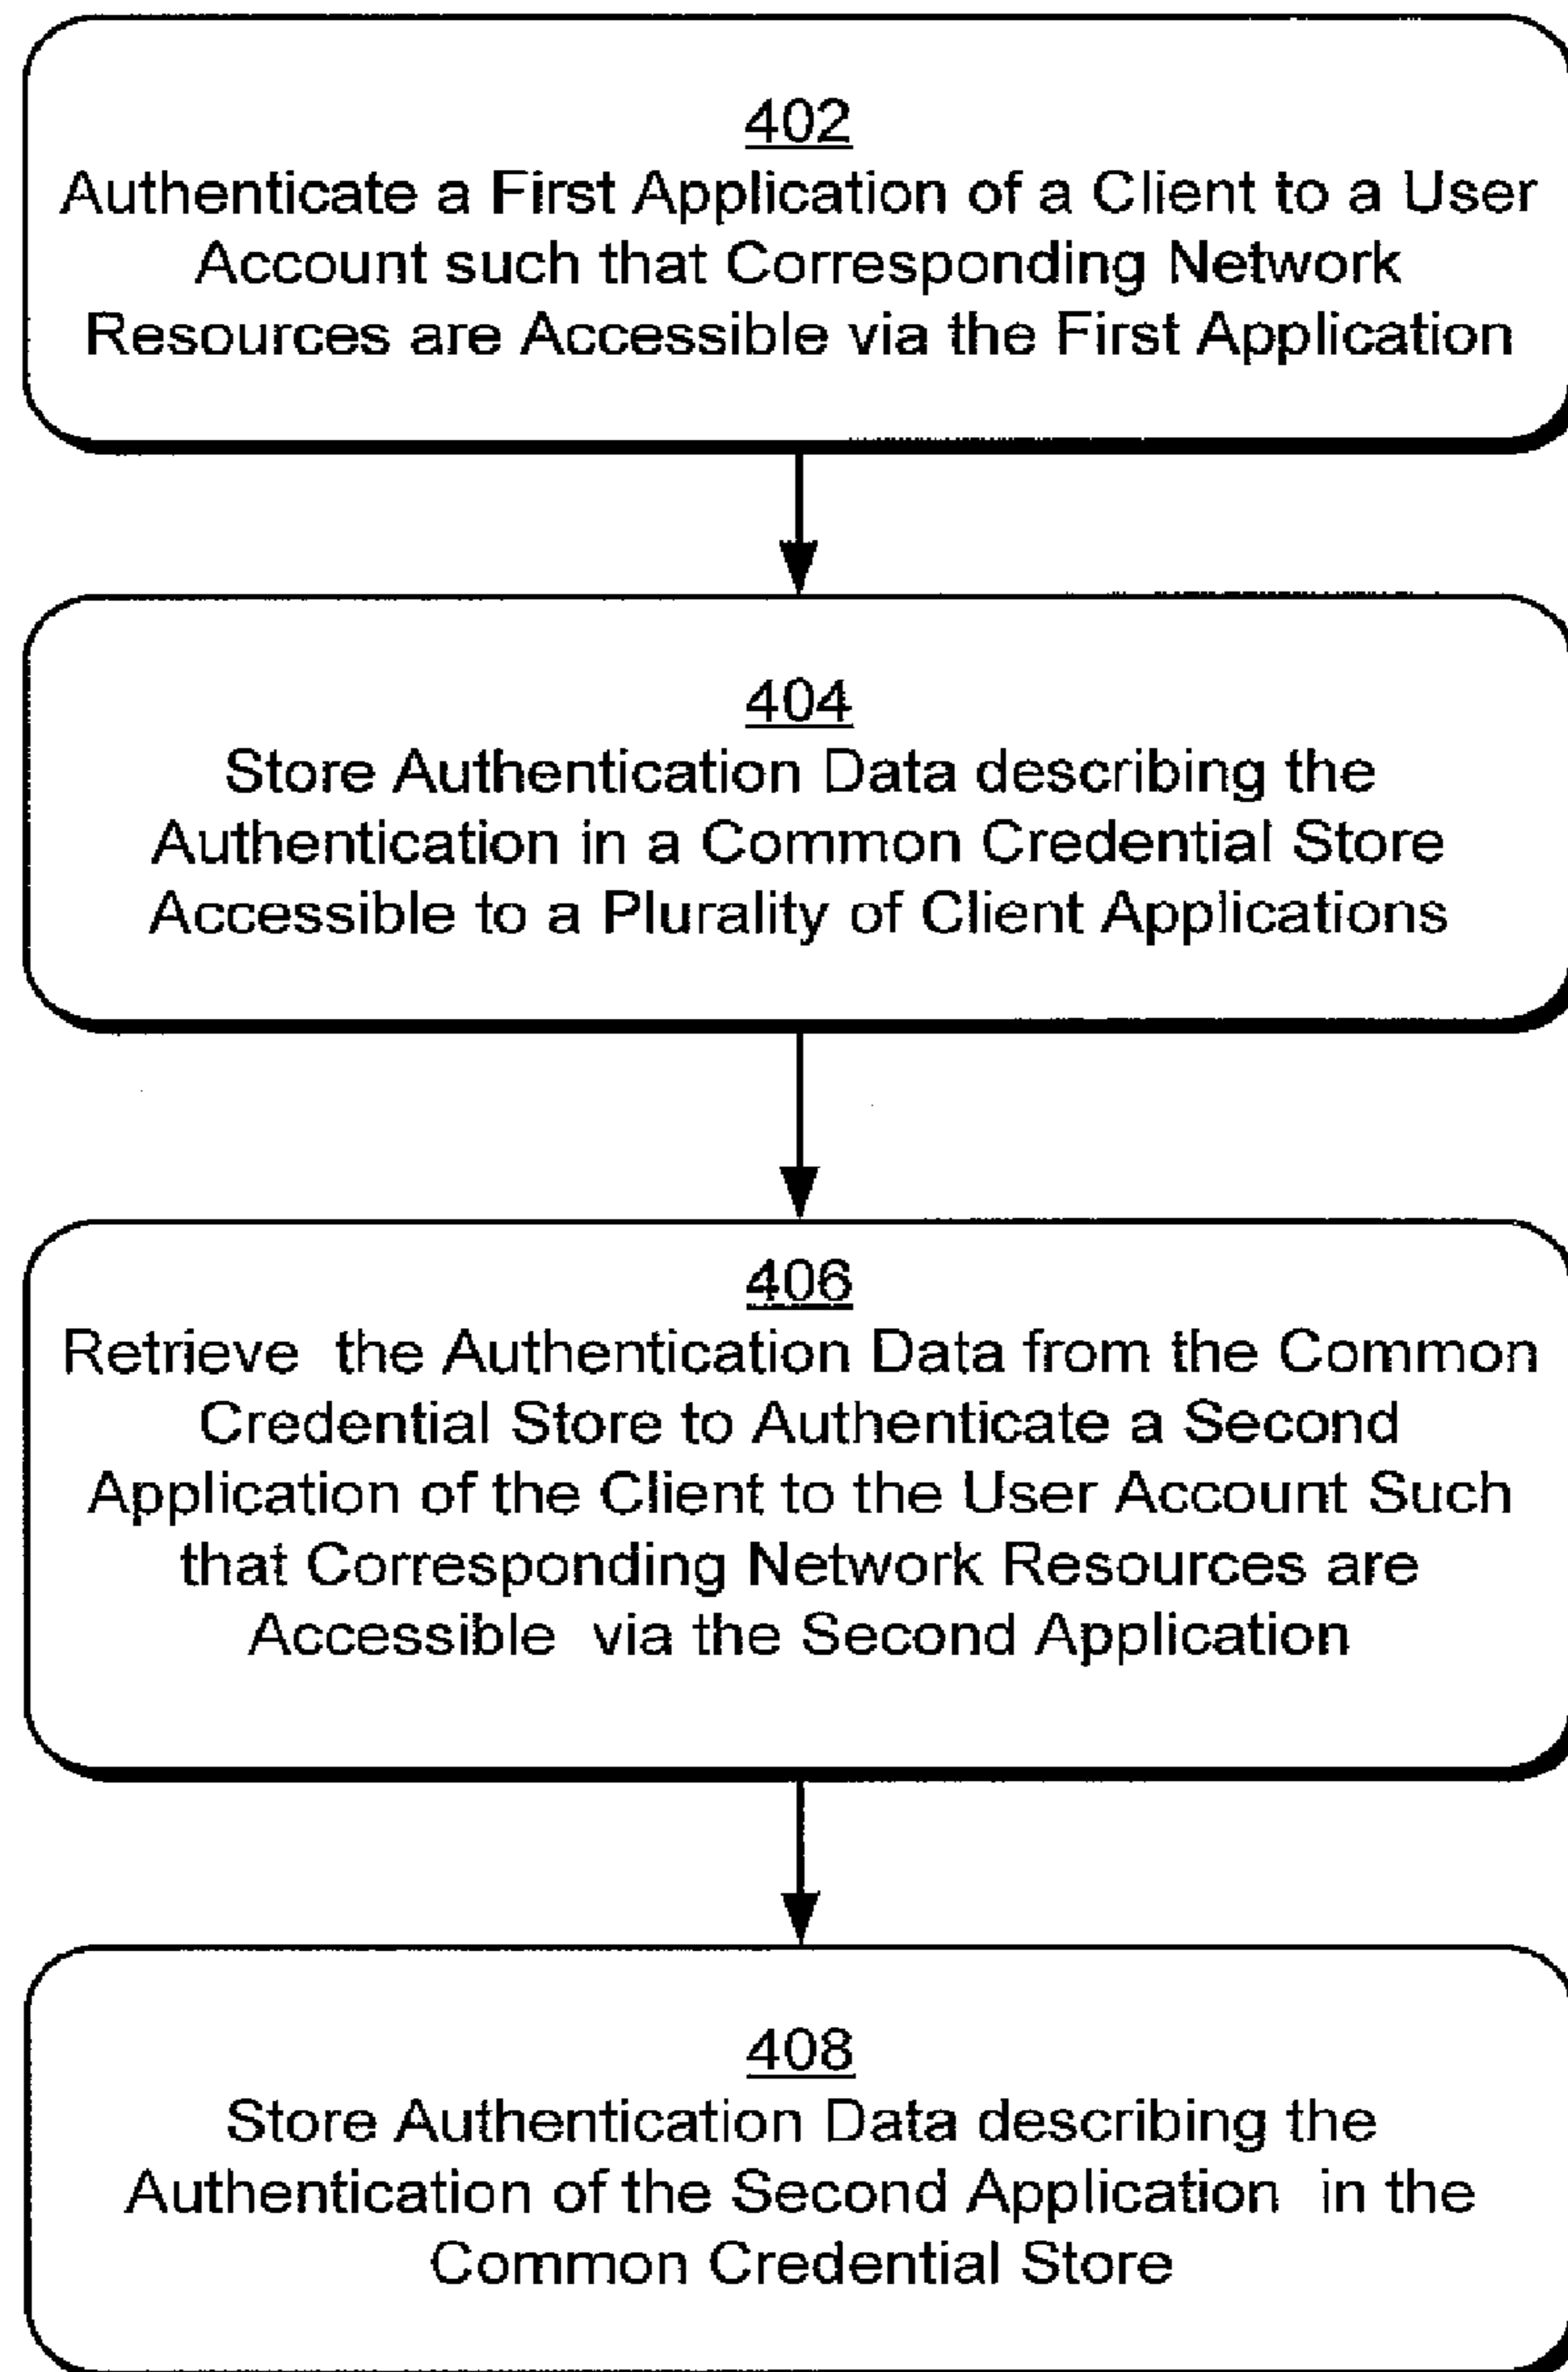 402
Authenticate a First Application of a Client to a User
Account such that Corresponding Network
Resources are Accessible via the First Application
404
Store Authentication Data describing the
Authentication in a Common Credential Store
Accessible to a Plurality of Client Applications
406
Retrieve the Authentication Data from the Common
Credential Store to Authenticate a Second
Application of the Client to the User Account Such
that Corresponding Network Resources are
Accessible via the Second Application
408
Store Authentication Data describing the
Authentication of the Second Application in the
Common Credential Store